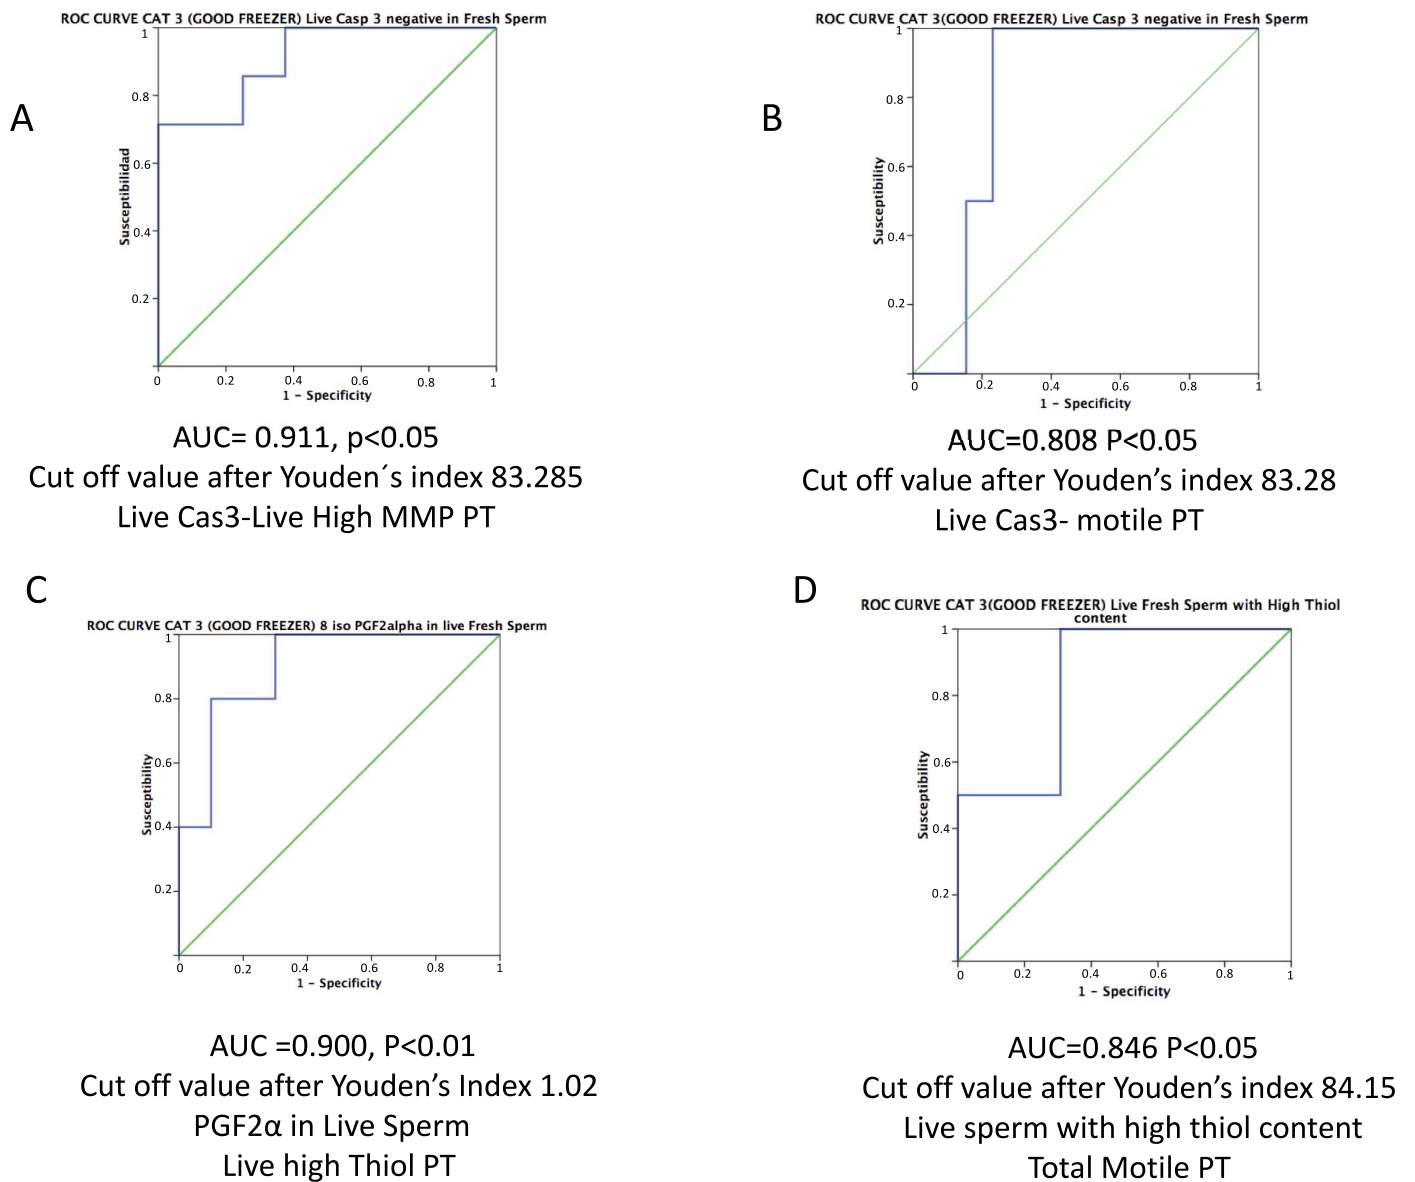 A
ROC CURVE CAT 3 (GOOD FREEZER) Live Casp 3 negative in Fresh Sperm
1
0.8
0.6
0.4
0.2
Susceptibilidad
0 0.2 0.4 0.6 0.8 1
1 - Specificity
AUC= 0.911, p<0.05
Cut off value after Youden´s index 83.285
Live Cas3-Live High MMP PT
B
ROC CURVE CAT 3(GOOD FREEZER) Live Casp 3 negative in Fresh Sperm
1
0.8
0.6
0.4
0.2
Susceptibility
0 0.2 0.4 0.6 0.8 1
1 - Specificity
AUC=0.808 P<0.05
Cut off value after Youden’s index 83.28
Live Cas3- motile PT
C
ROC CURVE CAT 3 (GOOD FREEZER) 8 iso PGF2alpha in live Fresh Sperm
1
0.8
0.6
0.4
0.2
Susceptibility
0 0.2 0.4 0.6 0.8 1
1 - Specificity
AUC =0.900, P<0.01
Cut off value after Youden’s Index 1.02
PGF2α in Live Sperm
Live high Thiol PT
D
ROC CURVE CAT 3(GOOD FREEZER) Live Fresh Sperm with High Thiol
content
1
0.8
0.6
0.4
0.2
Susceptibility
0 0.2 0.4 0.6 0.8 1
1 - Specificity
AUC=0.846 P<0.05
Cut off value after Youden’s index 84.15
Live sperm with high thiol content
Total Motile PT